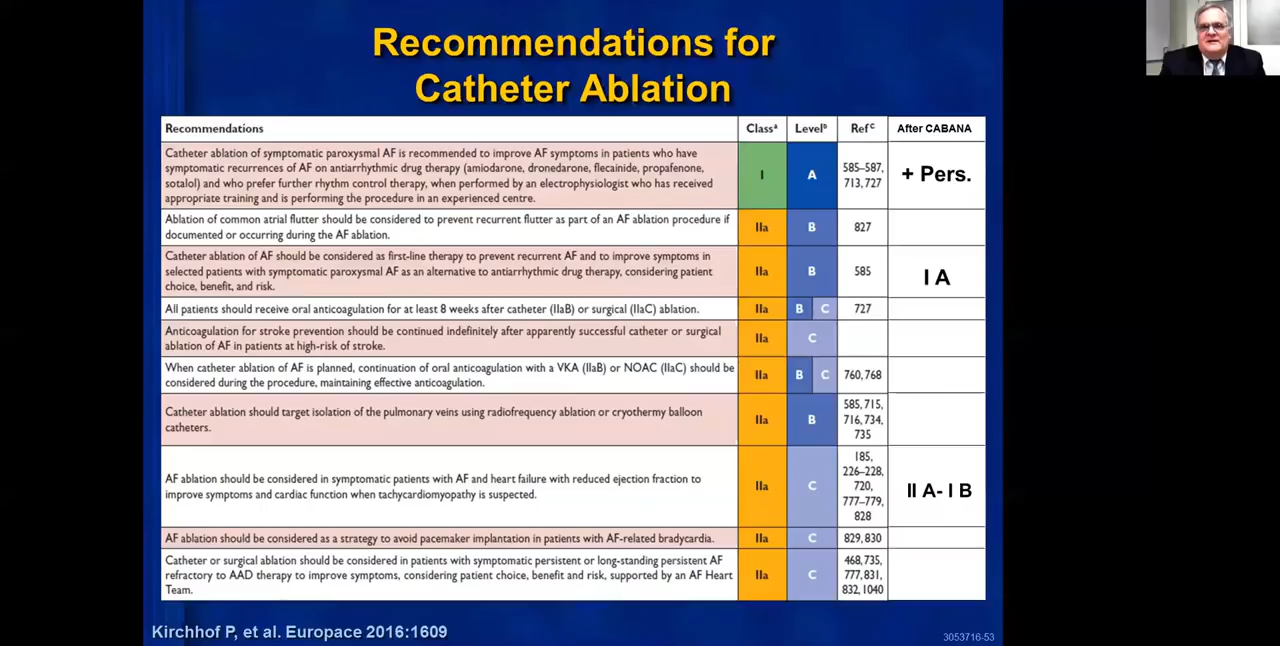 Recommendations for
Catheter Ablation
Recommendations Classᵃ Levelᵇ Refᶜ After CABANA
Catheter ablation of symptomatic paroxysmal AF is recommended to improve AF symptoms in patients who have
symptomatic recurrences of AF on antiarrhythmic drug therapy (amiodarone, dronedarone, flecainide, propafenone,
sotalol) and who prefer further rhythm control therapy, when performed by an electrophysiologist who has received
appropriate training and is performing the procedure in an experienced centre.
I A
585–587,
713, 727
+ Pers.
Ablation of common atrial flutter should be considered to prevent recurrent flutter as part of an AF ablation procedure if
documented or occurring during the AF ablation.
IIa B 827
Catheter ablation of AF should be considered as first-line therapy to prevent recurrent AF and to improve symptoms in
selected patients with symptomatic paroxysmal AF as an alternative to antiarrhythmic drug therapy, considering patient
choice, benefit, and risk.
IIa B 585 I A
All patients should receive oral anticoagulation for at least 8 weeks after catheter (IIaB) or surgical (IIaC) ablation. IIa B C 727
Anticoagulation for stroke prevention should be continued indefinitely after apparently successful catheter or surgical
ablation of AF in patients at high-risk of stroke.
IIa C
When catheter ablation of AF is planned, continuation of oral anticoagulation with a VKA (IIaB) or NOAC (IIaC) should be
considered during the procedure, maintaining effective anticoagulation.
IIa B C 760, 768
Catheter ablation should target isolation of the pulmonary veins using radiofrequency ablation or cryothermy balloon
catheters.
IIa B
585, 715,
716, 734,
735
AF ablation should be considered in symptomatic patients with AF and heart failure with reduced ejection fraction to
improve symptoms and cardiac function when tachycardiomyopathy is suspected.
IIa C
185,
226–228,
720,
777–779,
828
II A- I B
AF ablation should be considered as a strategy to avoid pacemaker implantation in patients with AF-related bradycardia. IIa C 829, 830
Catheter or surgical ablation should be considered in patients with symptomatic persistent or long-standing persistent AF
refractory to AAD therapy to improve symptoms, considering patient choice, benefit and risk, supported by an AF Heart
Team.
IIa C
468, 735,
777, 831,
832, 1040
Kirchhof P, et al. Europace 2016:1609
3053716-53